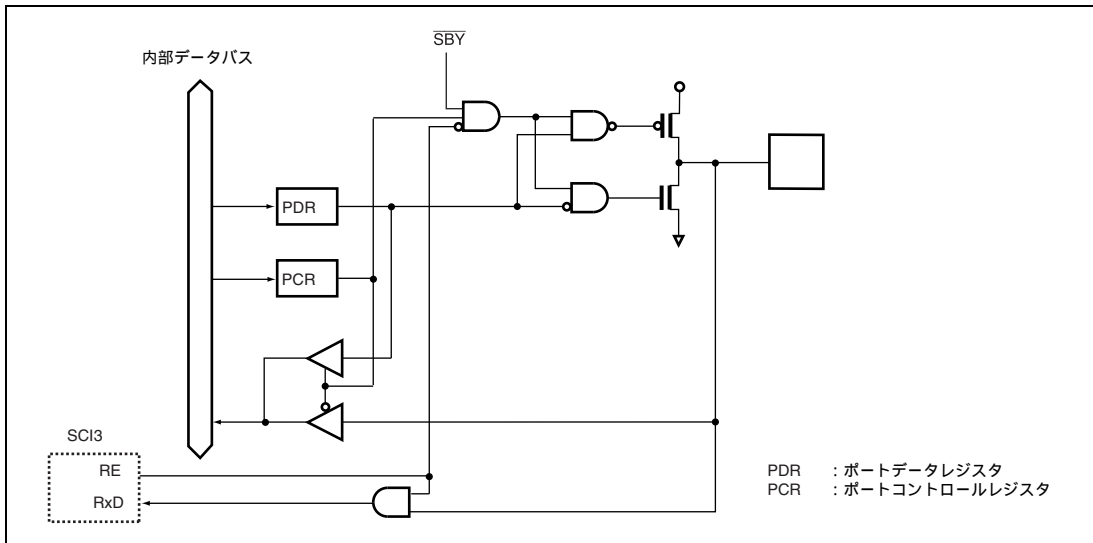 S̅B̅Y̅
内部データバス
PDR
PCR
SCI3
RE
RxD
PDR :ポートデータレジスタ
PCR :ポートコントロールレジスタ